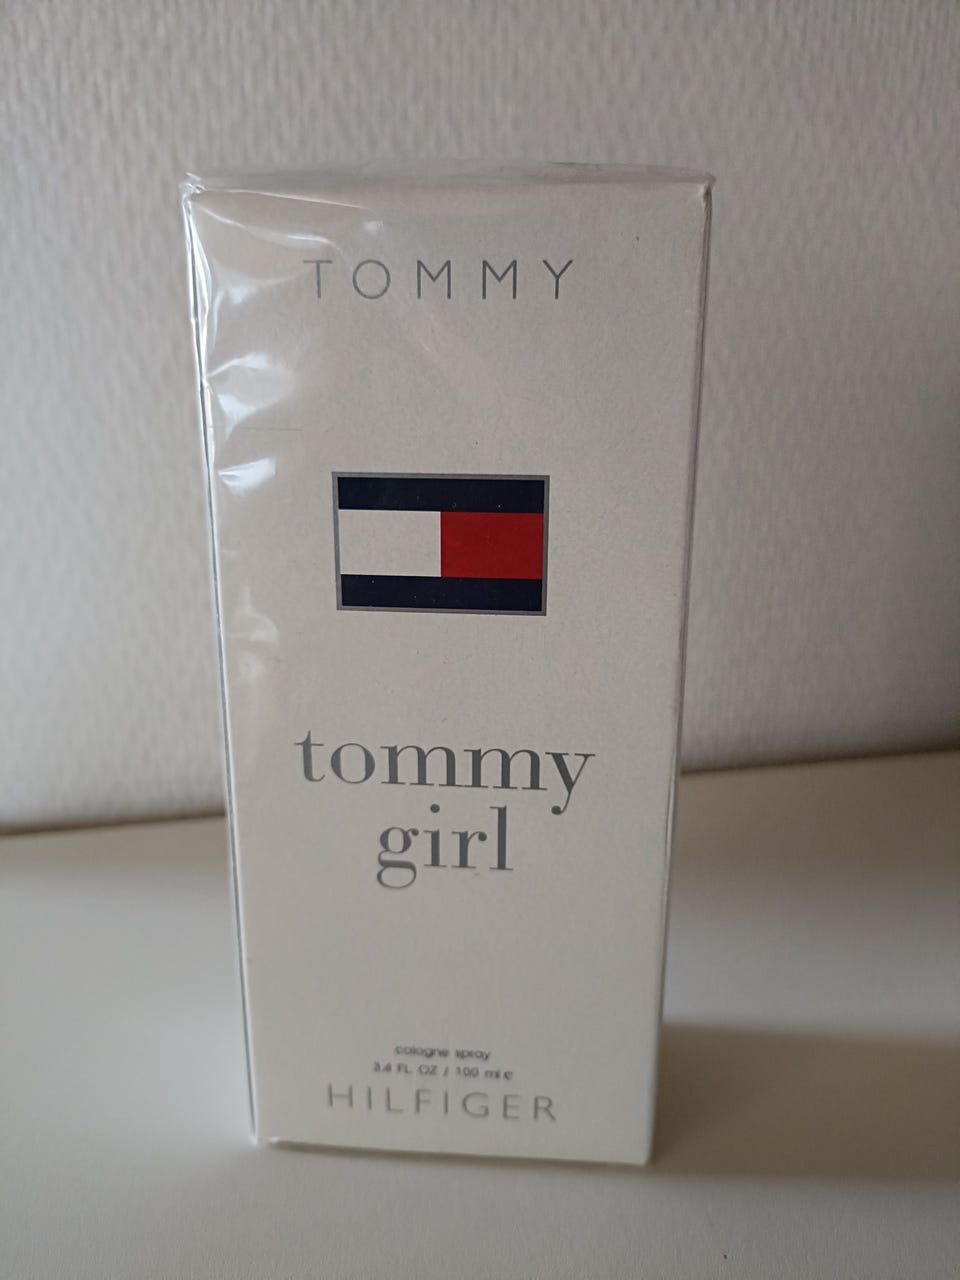 TOMMY
tommy
girl
cologne spray
3.4 FL. OZ / 100 ml e
HILFIGER